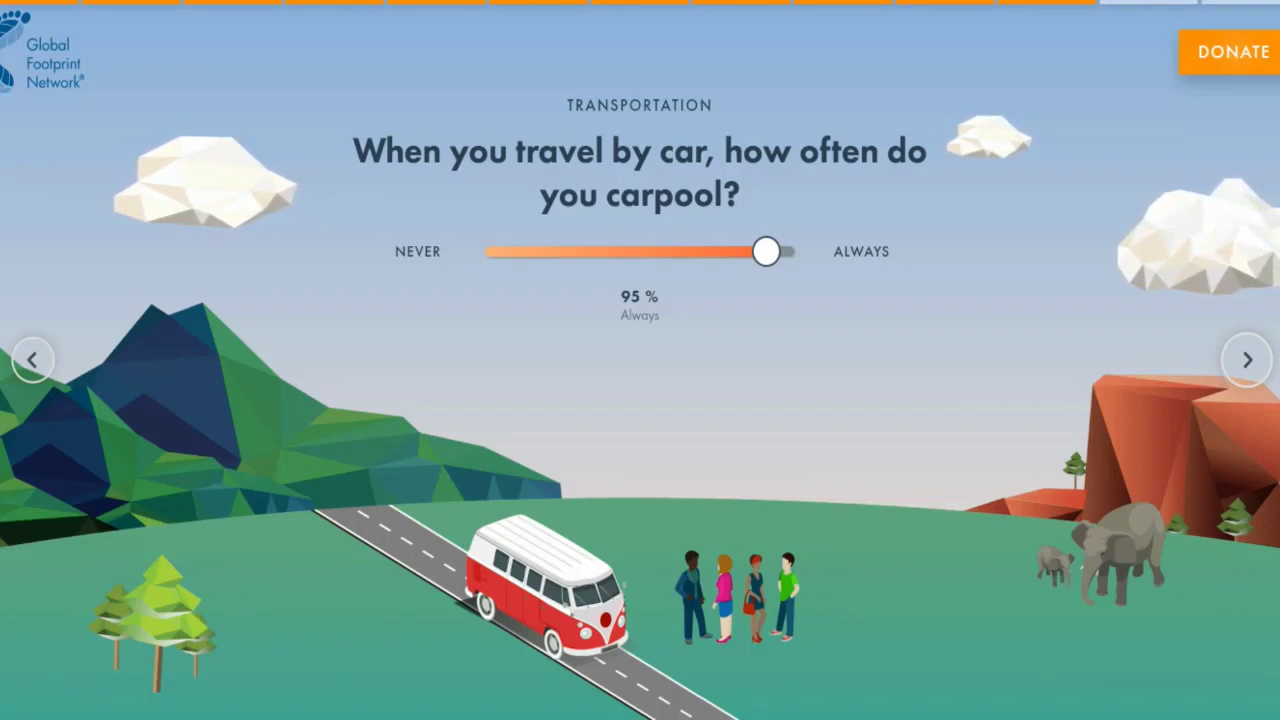 Global
Footprint
Network®
DONATE
TRANSPORTATION
When you travel by car, how often do
you carpool?
NEVER
ALWAYS
95 %
Always